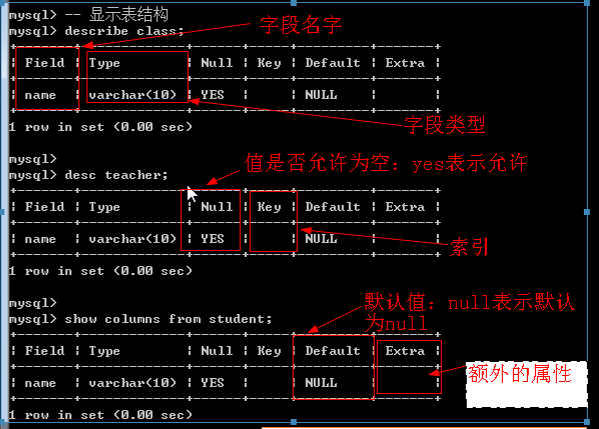 mysql> -- 显示表结构
mysql> describe class;
字段名字
| Field | Type | Null | Key | Default | Extra |
| name | varchar(10) | YES | | NULL | |
1 row in set (0.00 sec)
字段类型
mysql>
mysql> desc teacher;
值是否允许为空：yes表示允许
| Field | Type | Null | Key | Default | Extra |
| name | varchar(10) | YES | | NULL | |
索引
1 row in set (0.00 sec)
mysql>
mysql> show columns from student;
默认值：null表示默认
为null
| Field | Type | Null | Key | Default | Extra |
| name | varchar(10) | YES | | NULL | |
额外的属性
1 row in set (0.00 sec)